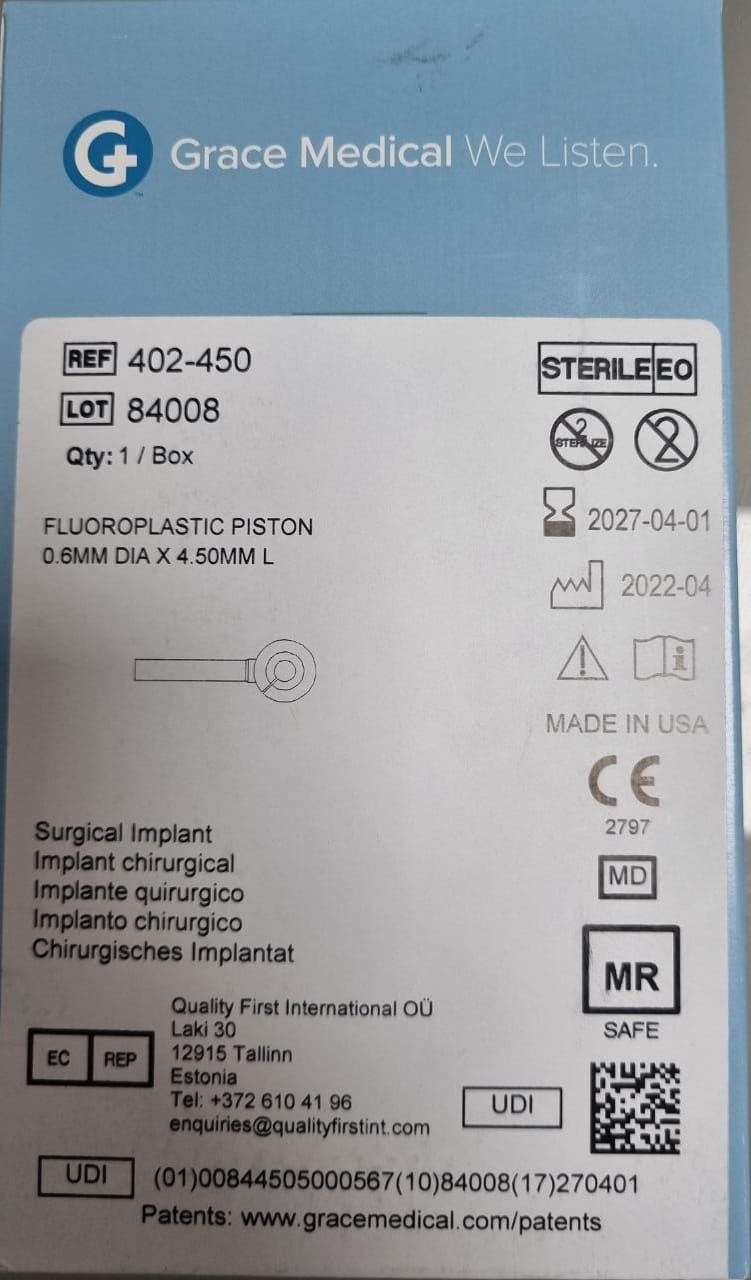 Grace Medical We Listen.
REF 402-450
LOT 84008
Qty: 1 / Box
STERILE EO
2
STERILIZE
2
2027-04-01
2022-04
FLUOROPLASTIC PISTON
0.6MM DIA X 4.50MM L
MADE IN USA
CE
2797
MD
MR
SAFE
Surgical Implant
Implant chirurgical
Implante quirurgico
Implanto chirurgico
Chirurgisches Implantat
EC REP
Quality First International OÜ
Laki 30
12915 Tallinn
Estonia
Tel: +372 610 41 96
enquiries@qualityfirstint.com
UDI
UDI (01)00844505000567(10)84008(17)270401
Patents: www.gracemedical.com/patents